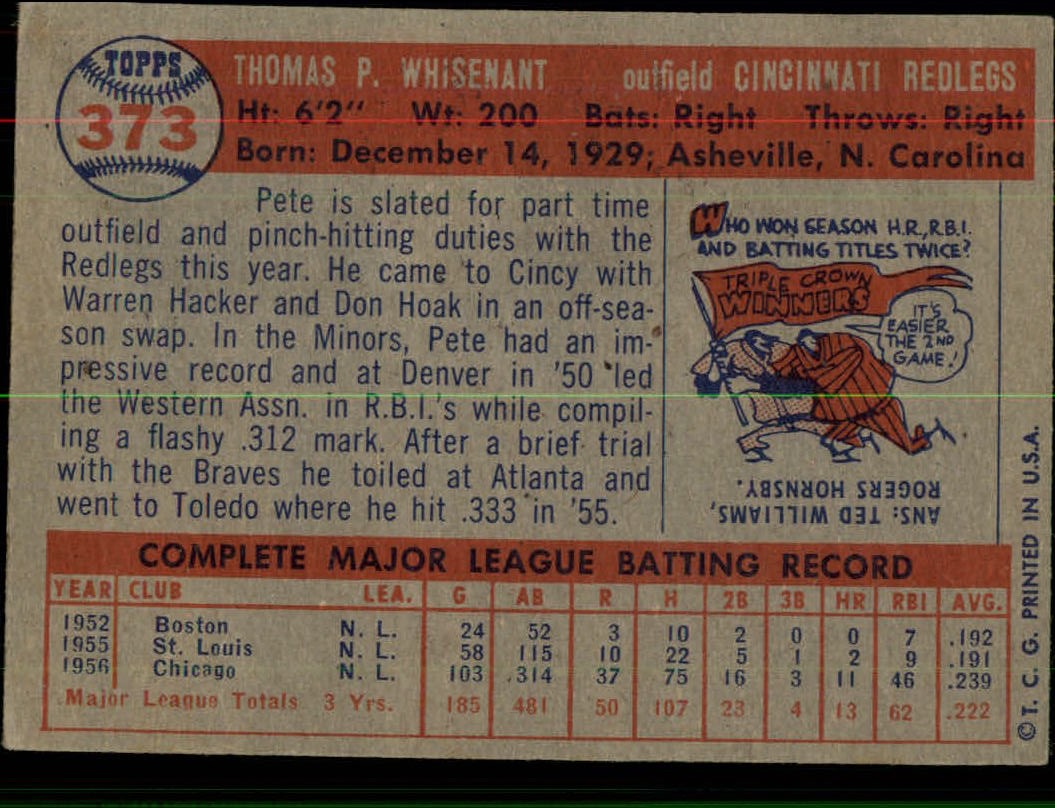 TOPPS
373
THOMAS P. WHISENANT outfield CINCINNATI REDLEGS
Ht: 6'2" Wt: 200 Bats: Right Throws: Right
Born: December 14, 1929; Asheville, N. Carolina
Pete is slated for part time
outfield and pinch-hitting duties with the
Redlegs this year. He came to Cincy with
Warren Hacker and Don Hoak in an off-sea-
son swap. In the Minors, Pete had an im-
pressive record and at Denver in '50 led
the Western Assn. in R.B.I.'s while compil-
ing a flashy .312 mark. After a brief trial
with the Braves he toiled at Atlanta and
went to Toledo where he hit .333 in '55.
WHO WON SEASON H.R., R.B.I.
AND BATTING TITLES TWICE?
TRIPLE CROWN
WINNERS
IT'S
EASIER
THE 2ND
GAME!
ANS: TED WILLIAMS,
ROGERS HORNSBY.
COMPLETE MAJOR LEAGUE BATTING RECORD
YEAR CLUB LEA. G AB R H 2B 3B HR RBI AVG.
1952 Boston N. L. 24 52 3 10 2 0 0 7 .192
1955 St. Louis N. L. 58 115 10 22 5 1 2 9 .191
1956 Chicago N. L. 103 314 37 75 16 3 11 46 .239
Major League Totals 3 Yrs. 185 481 50 107 23 4 13 62 .222
© T. C. G. PRINTED IN U.S.A.